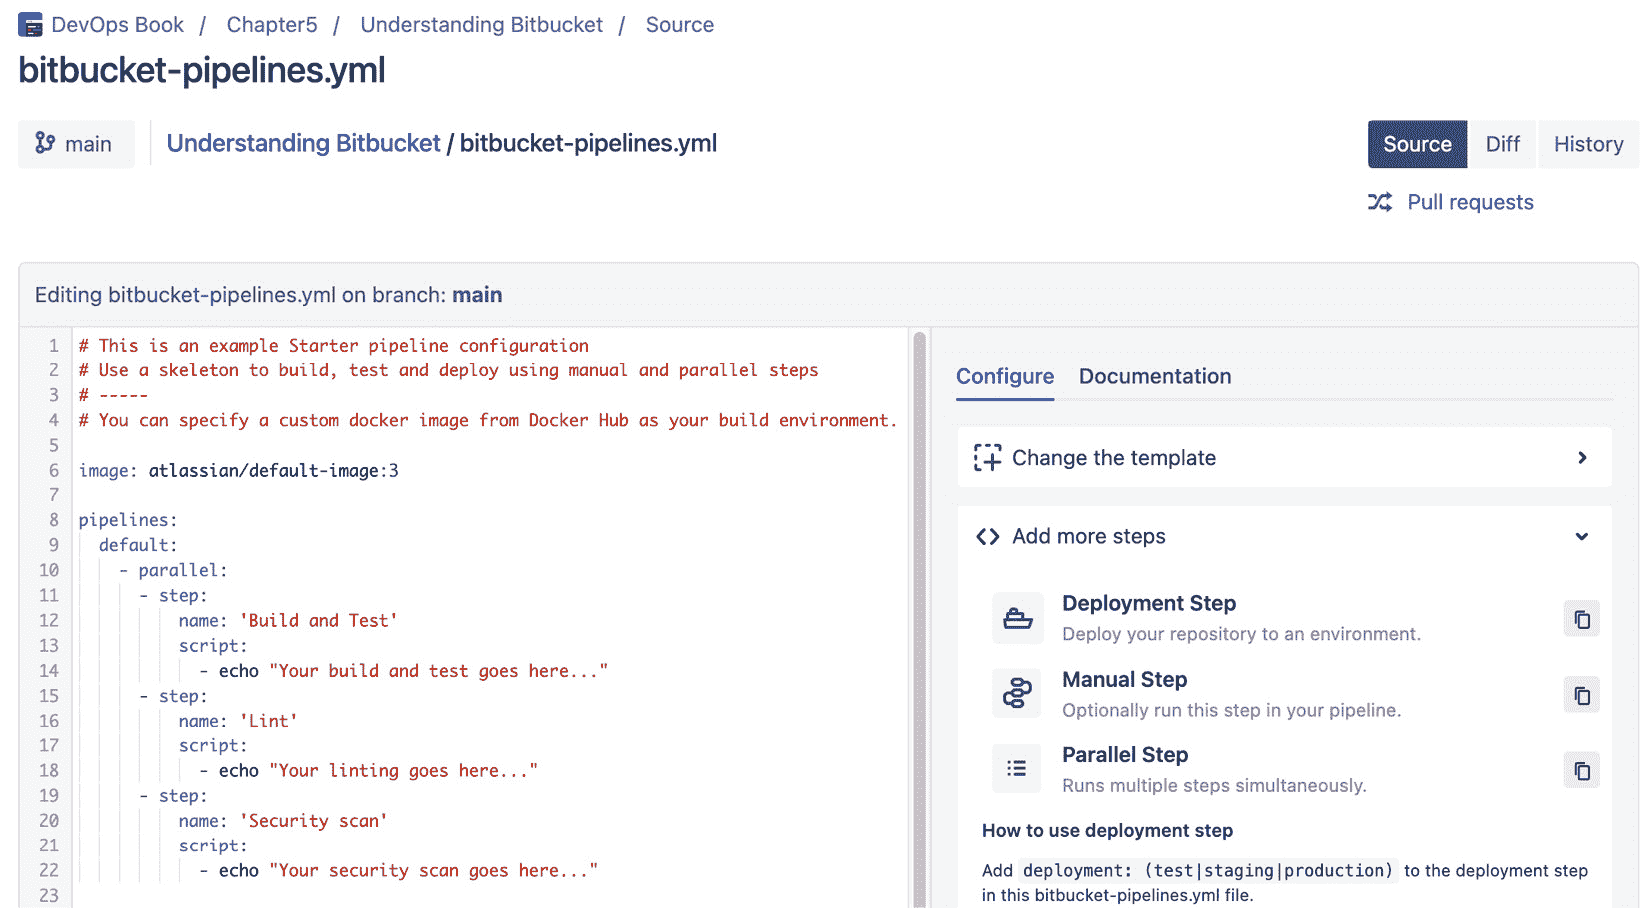 DevOps Book / Chapter5 / Understanding Bitbucket / Source
bitbucket-pipelines.yml
main
Understanding Bitbucket / bitbucket-pipelines.yml
Source Diff History
Pull requests
Editing bitbucket-pipelines.yml on branch: main
1 # This is an example Starter pipeline configuration
2 # Use a skeleton to build, test and deploy using manual and parallel steps
3 # -----
4 # You can specify a custom docker image from Docker Hub as your build environment.
5
6 image: atlassian/default-image:3
7
8 pipelines:
9   default:
10     - parallel:
11       - step:
12           name: 'Build and Test'
13           script:
14             - echo "Your build and test goes here..."
15       - step:
16           name: 'Lint'
17           script:
18             - echo "Your linting goes here..."
19       - step:
20           name: 'Security scan'
21           script:
22             - echo "Your security scan goes here..."
23
Configure Documentation
Change the template
Add more steps
Deployment Step
Deploy your repository to an environment.
Manual Step
Optionally run this step in your pipeline.
Parallel Step
Runs multiple steps simultaneously.
How to use deployment step
Add deployment: (test|staging|production) to the deployment step
in this bitbucket-pipelines.yml file.